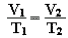 V₁/T₁ = V₂/T₂